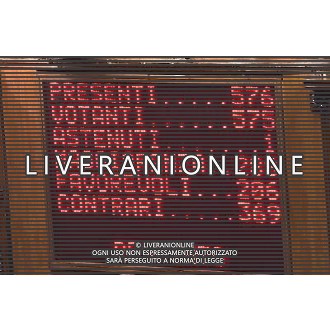 PRESENTI.....576
VOTANTI.....575
ASTENUTI.....1
LIVERANIONLINE
FAVOREVOLI....206
CONTRARI.....369
© LIVERANIONLINE
OGNI USO NON ESPRESSAMENTE AUTORIZZATO
SARÀ PERSEGUITO A NORMA DI LEGGE